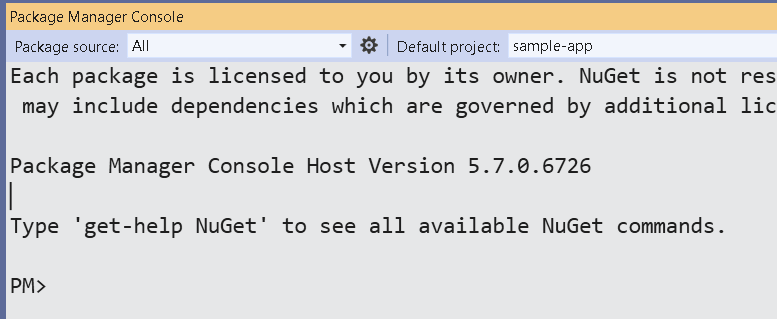 Package Manager Console
Package source: All Default project: sample-app
Each package is licensed to you by its owner. NuGet is not res
may include dependencies which are governed by additional lic
Package Manager Console Host Version 5.7.0.6726
Type 'get-help NuGet' to see all available NuGet commands.
PM>